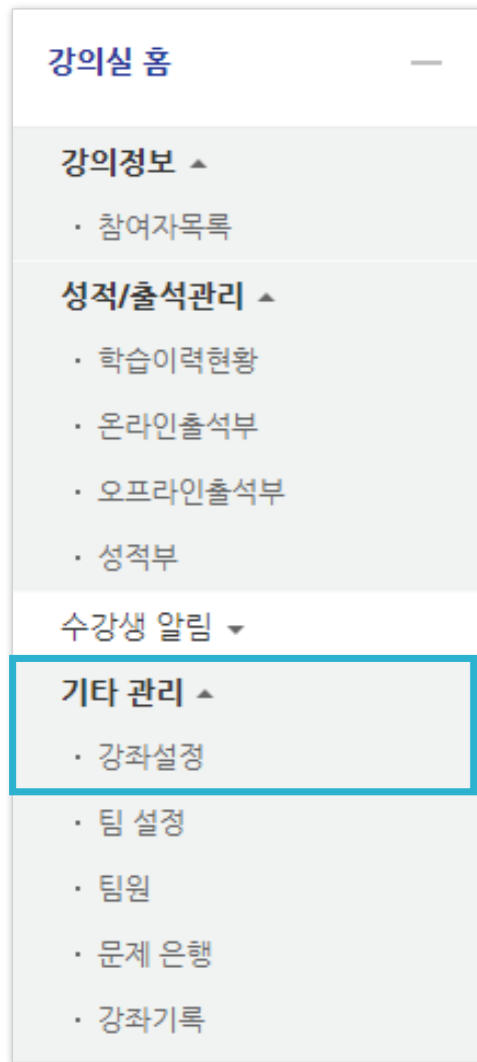 강의실 홈
강의정보
· 참여자목록
성적/출석관리
· 학습이력현황
· 온라인출석부
· 오프라인출석부
· 성적부
수강생 알림
기타 관리
· 강좌설정
· 팀 설정
· 팀원
· 문제 은행
· 강좌기록